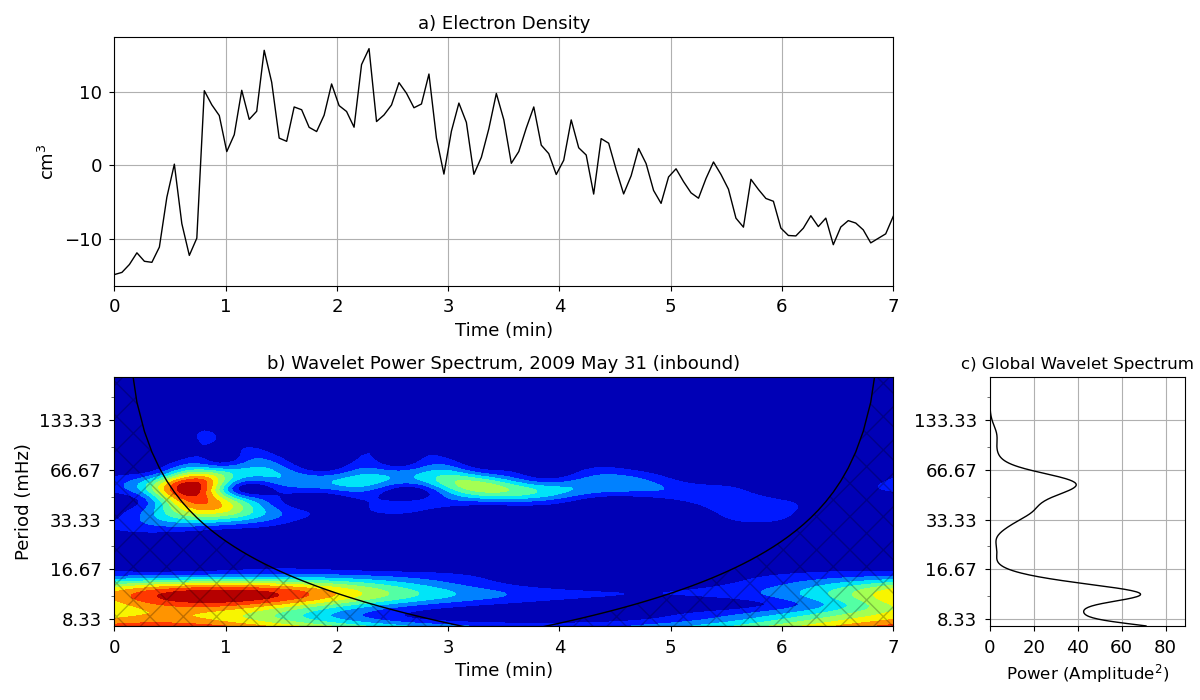 a) Electron Density
10
0
−10
cm³
0 1 2 3 4 5 6 7
Time (min)
b) Wavelet Power Spectrum, 2009 May 31 (inbound)
133.33
66.67
33.33
16.67
8.33
Period (mHz)
0 1 2 3 4 5 6 7
Time (min)
c) Global Wavelet Spectrum
133.33
66.67
33.33
16.67
8.33
0 20 40 60 80
Power (Amplitude²)